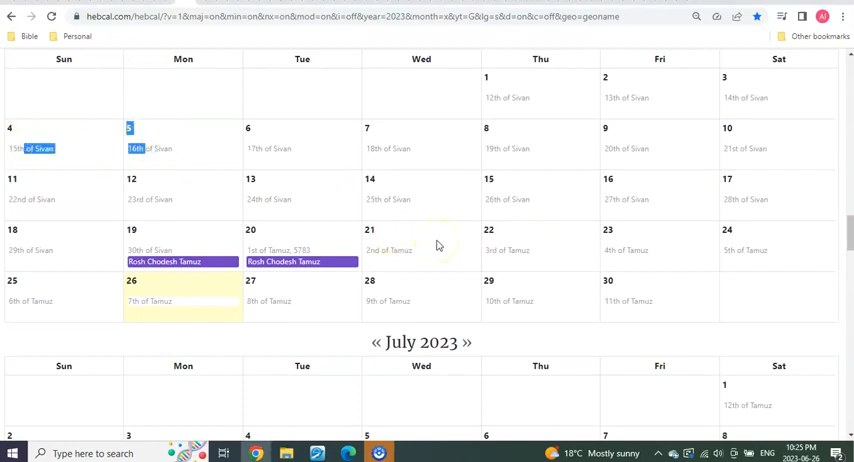 hebcal.com/hebcal/?v=1&maj=on&min=on&nx=on&mod=on&i=off&year=2023&month=x&yt=G&lg=s&d=on&c=off&geo=geoname
AI
Bible Personal Other bookmarks
Sun Mon Tue Wed Thu Fri Sat
1 2 3
12th of Sivan 13th of Sivan 14th of Sivan
4 5 6 7 8 9 10
15th of Sivan 16th of Sivan 17th of Sivan 18th of Sivan 19th of Sivan 20th of Sivan 21st of Sivan
11 12 13 14 15 16 17
22nd of Sivan 23rd of Sivan 24th of Sivan 25th of Sivan 26th of Sivan 27th of Sivan 28th of Sivan
18 19 20 21 22 23 24
29th of Sivan 30th of Sivan 1st of Tamuz, 5783 2nd of Tamuz 3rd of Tamuz 4th of Tamuz 5th of Tamuz
Rosh Chodesh Tamuz Rosh Chodesh Tamuz
25 26 27 28 29 30
6th of Tamuz 7th of Tamuz 8th of Tamuz 9th of Tamuz 10th of Tamuz 11th of Tamuz
« July 2023 »
Sun Mon Tue Wed Thu Fri Sat
1
12th of Tamuz
2 3 4 5 6 7 8
Type here to search
18°C Mostly sunny
ENG
10:25 PM
2023-06-26
2